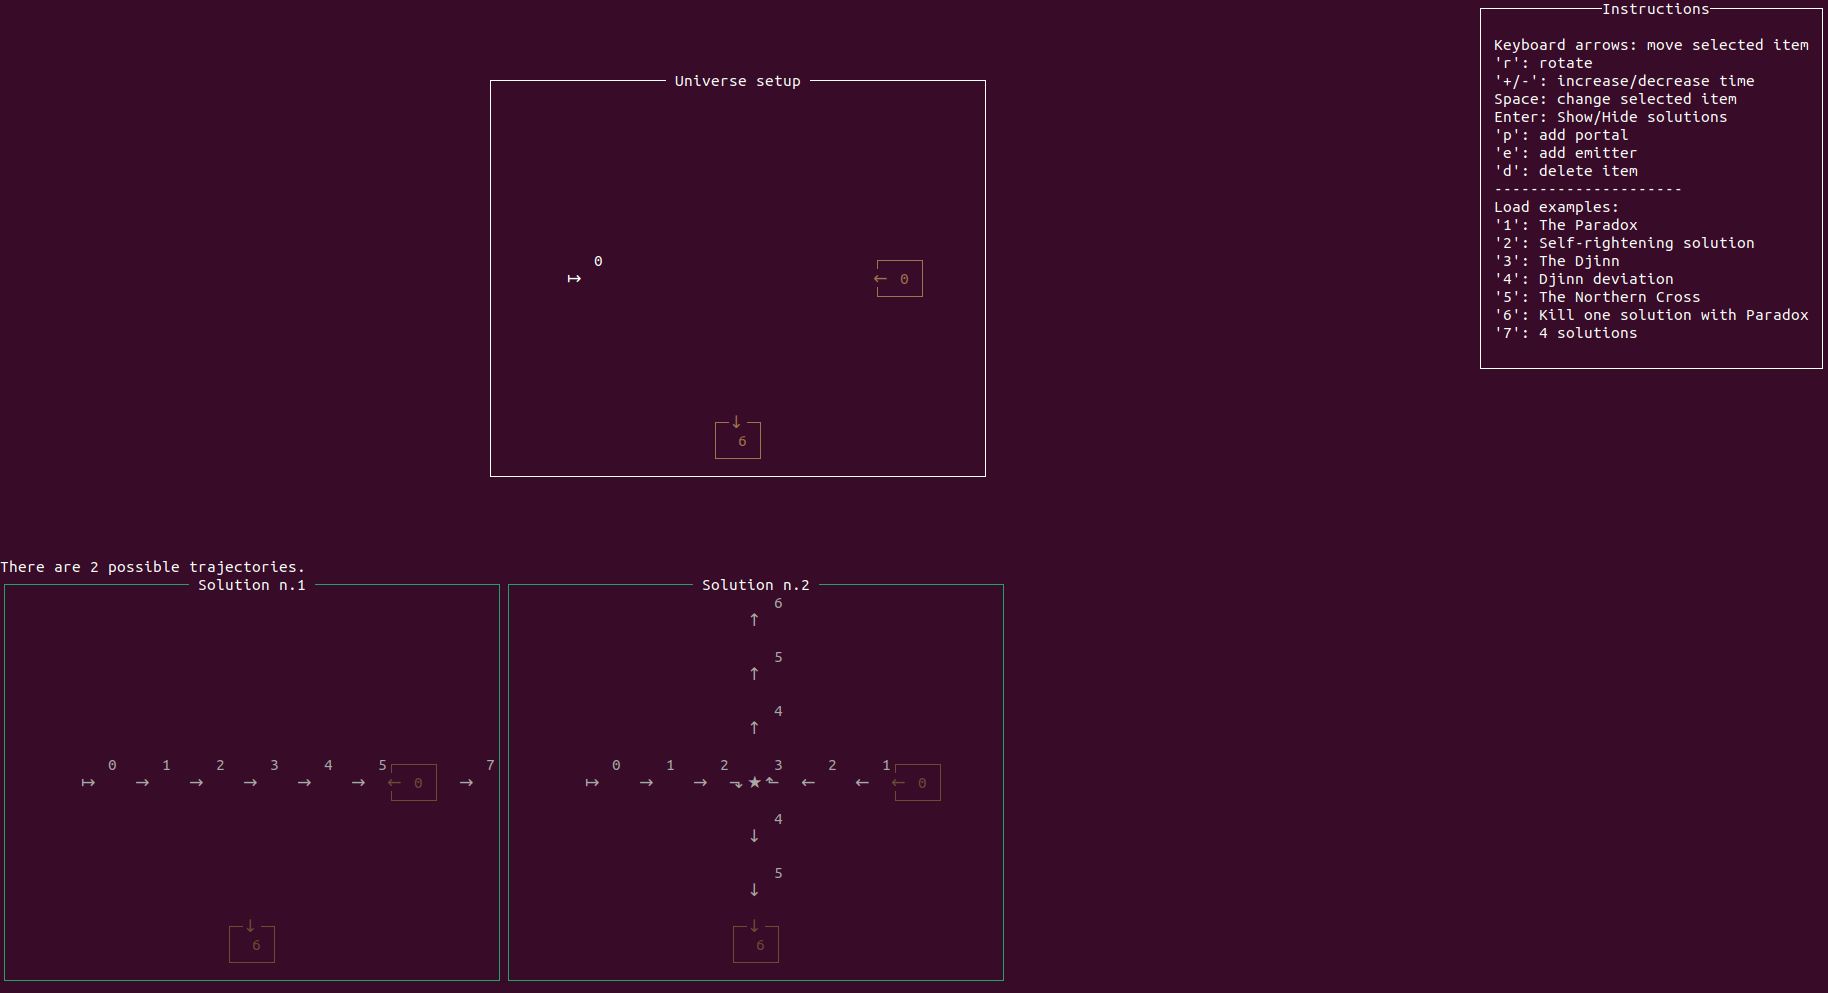 Instructions
Keyboard arrows: move selected item
'r': rotate
'+/-': increase/decrease time
Space: change selected item
Enter: Show/Hide solutions
'p': add portal
'e': add emitter
'd': delete item
---------------------
Load examples:
'1': The Paradox
'2': Self-rightening solution
'3': The Djinn
'4': Djinn deviation
'5': The Northern Cross
'6': Kill one solution with Paradox
'7': 4 solutions
Universe setup
0
↦ ← 0
↓
6
There are 2 possible trajectories.
Solution n.1
0 1 2 3 4 5 7
↦ → → → → → ← 0 →
↓
6
Solution n.2
6
↑
5
↑
4
↑
0 1 2 3 2 1
↦ → → ★ ← ← ← 0
4
↓
5
↓
↓
6